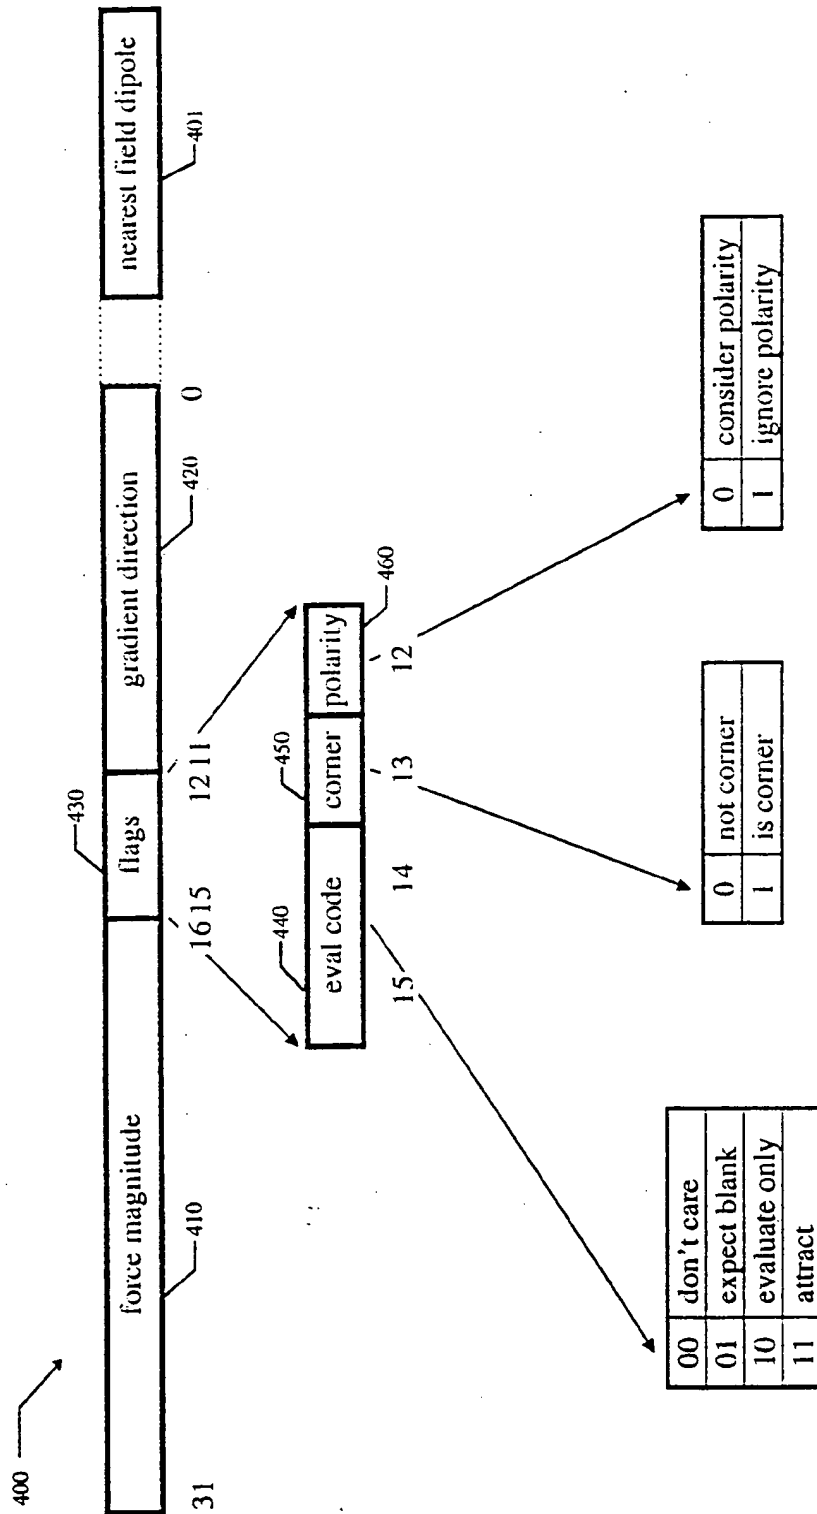 400
force magnitude
flags
gradient direction
nearest field dipole
430
410
420
401
31
16 15
12 11
0
440
450
460
eval code
corner
polarity
15
14
13
12
00 don't care
01 expect blank
10 evaluate only
11 attract
0 not corner
1 is corner
0 consider polarity
1 ignore polarity